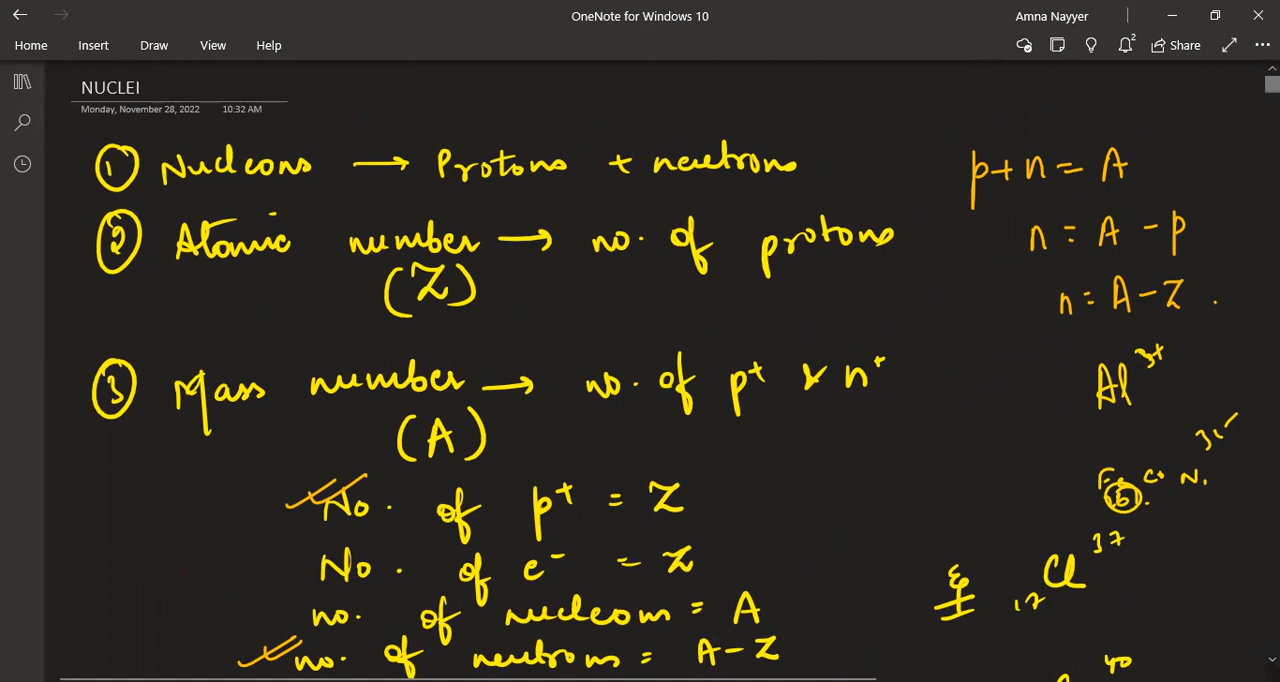 OneNote for Windows 10
Amna Nayyer
Home Insert Draw View Help
2 Share
NUCLEI
Monday, November 28, 2022 10:32 AM
① Nucleons → Protons + neutrons
② Atomic number → no. of protons
(Z)
③ Mass number → no. of p⁺ & n⁺
(A)
No. of p⁺ = Z
No. of e⁻ = Z
no. of nucleons = A
no. of neutrons = A-Z
p+n = A
n = A - p
n = A - Z .
Al³⁺
₁₇Cl³⁷
40